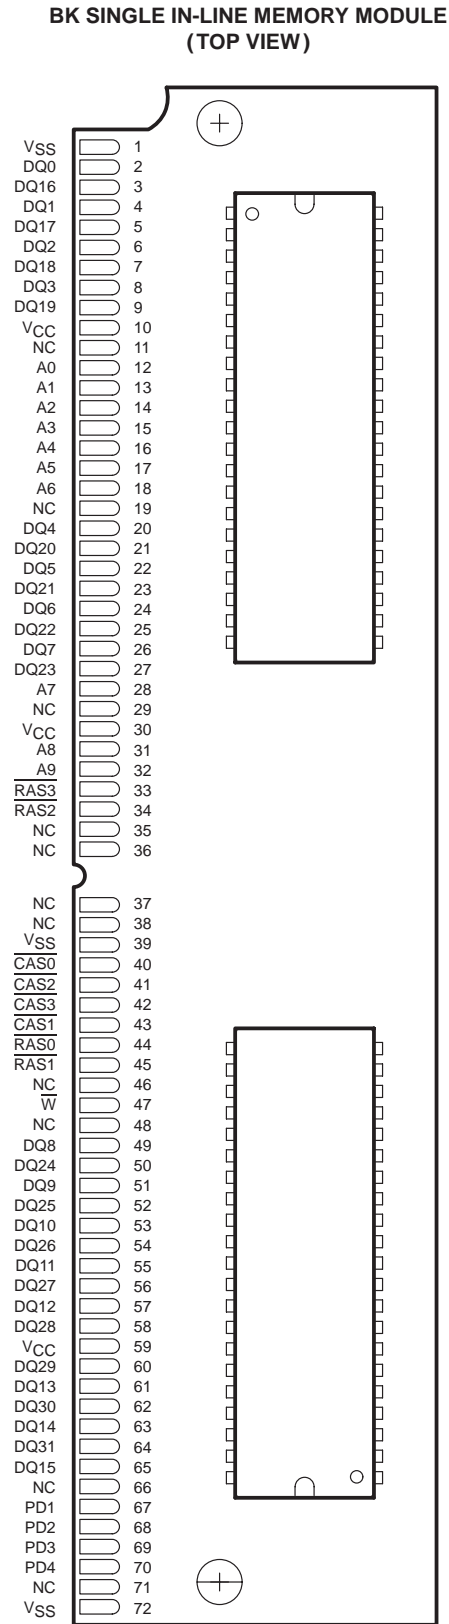 BK SINGLE IN-LINE MEMORY MODULE
(TOP VIEW)
VSS 1
DQ0 2
DQ16 3
DQ1 4
DQ17 5
DQ2 6
DQ18 7
DQ3 8
DQ19 9
VCC 10
NC 11
A0 12
A1 13
A2 14
A3 15
A4 16
A5 17
A6 18
NC 19
DQ4 20
DQ20 21
DQ5 22
DQ21 23
DQ6 24
DQ22 25
DQ7 26
DQ23 27
A7 28
NC 29
VCC 30
A8 31
A9 32
RAS3 33
RAS2 34
NC 35
NC 36
NC 37
NC 38
VSS 39
CAS0 40
CAS2 41
CAS3 42
CAS1 43
RAS0 44
RAS1 45
NC 46
W 47
NC 48
DQ8 49
DQ24 50
DQ9 51
DQ25 52
DQ10 53
DQ26 54
DQ11 55
DQ27 56
DQ12 57
DQ28 58
VCC 59
DQ29 60
DQ13 61
DQ30 62
DQ14 63
DQ31 64
DQ15 65
NC 66
PD1 67
PD2 68
PD3 69
PD4 70
NC 71
VSS 72